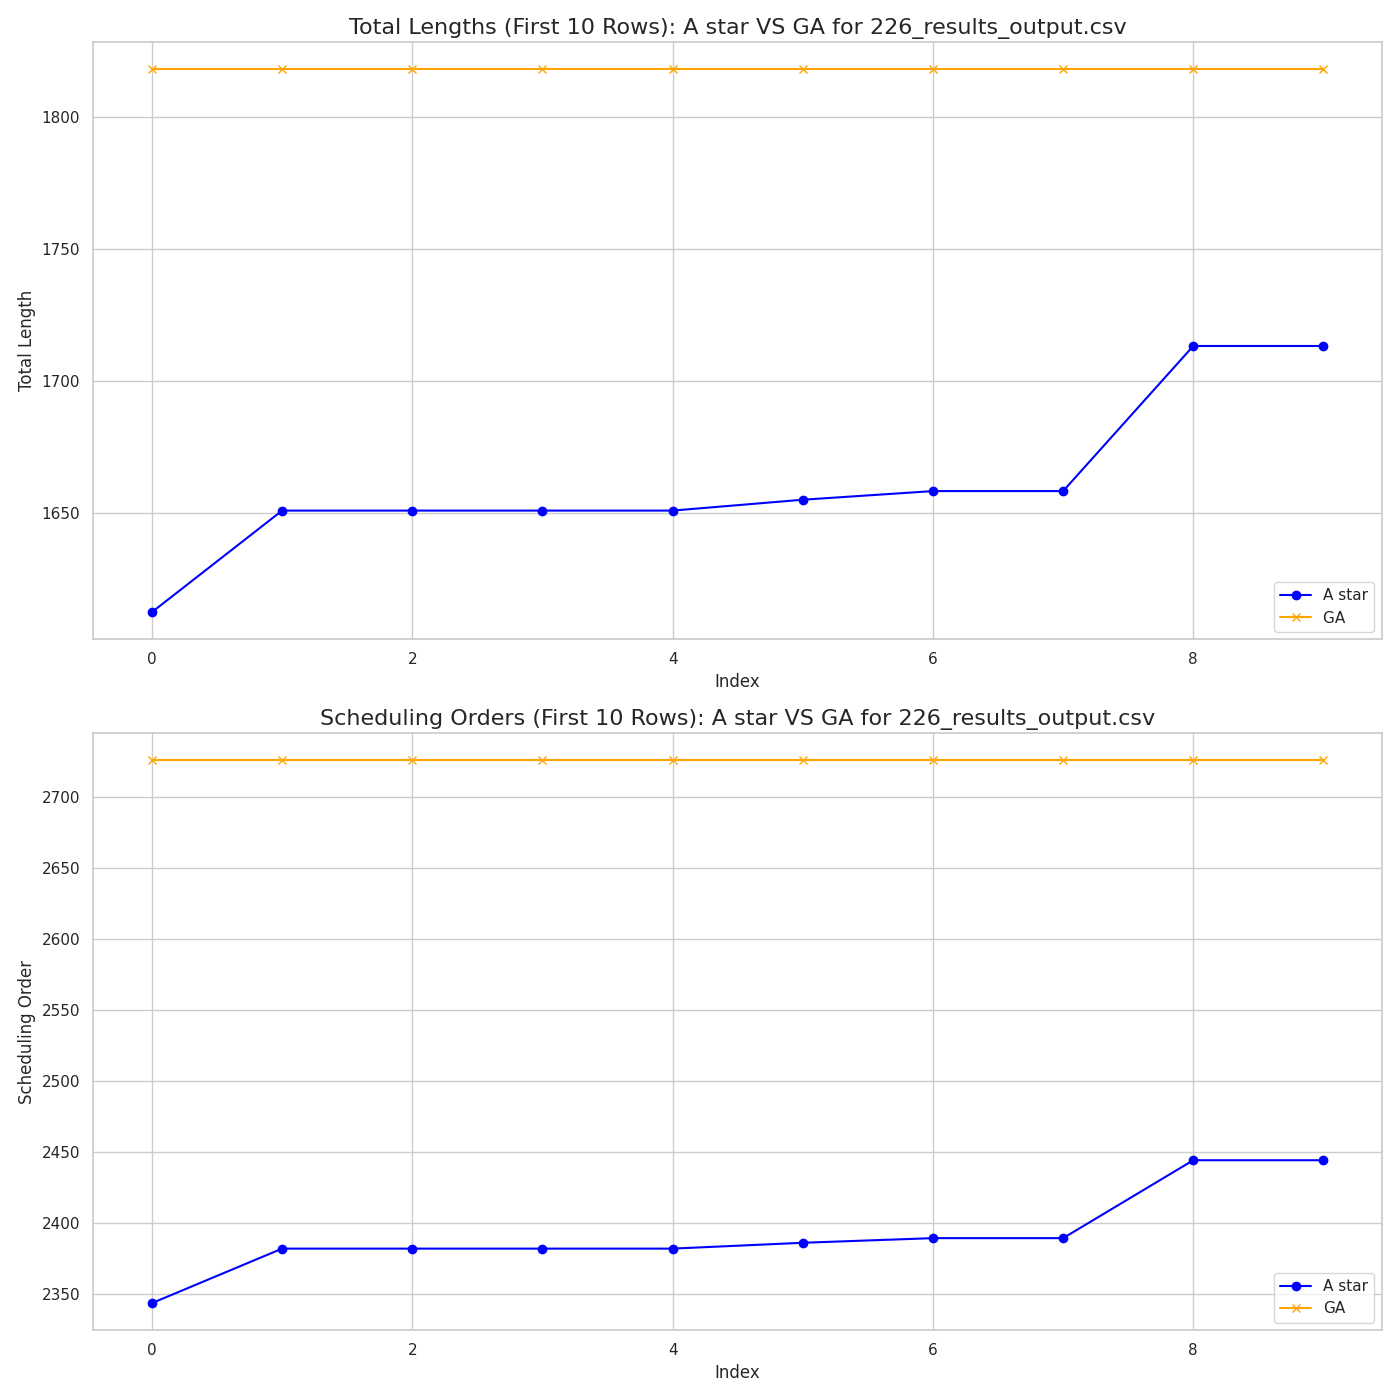 Total Lengths (First 10 Rows): A star VS GA for 226_results_output.csv
1800
1750
1700
1650
Total Length
0 2 4 6 8
Index
A star
GA
Scheduling Orders (First 10 Rows): A star VS GA for 226_results_output.csv
2700
2650
2600
2550
2500
2450
2400
2350
Scheduling Order
0 2 4 6 8
Index
A star
GA